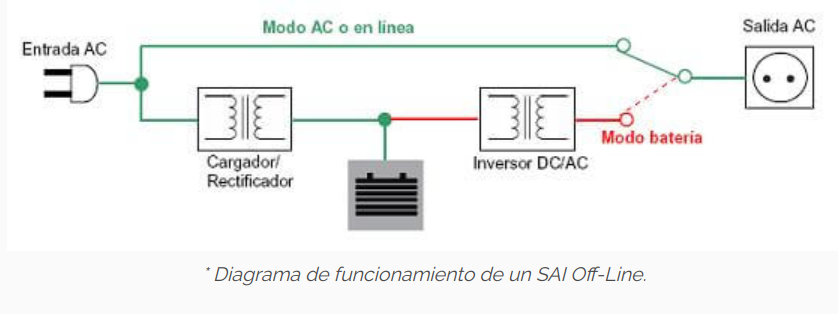 Modo AC o en línea
Salida AC
Entrada AC
Modo batería
Cargador/
Rectificador
Inversor DC/AC
* Diagrama de funcionamiento de un SAI Off-Line.